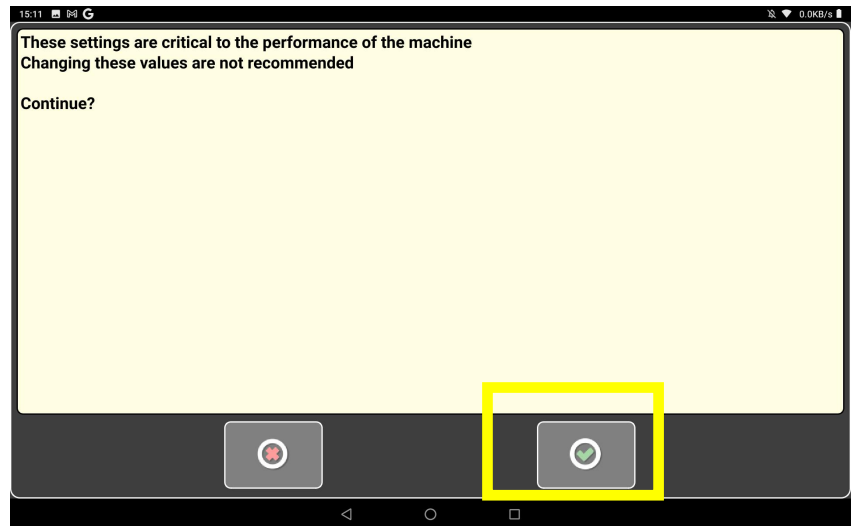 15:11 G 0.0KB/s
These settings are critical to the performance of the machine
Changing these values are not recommended
Continue?